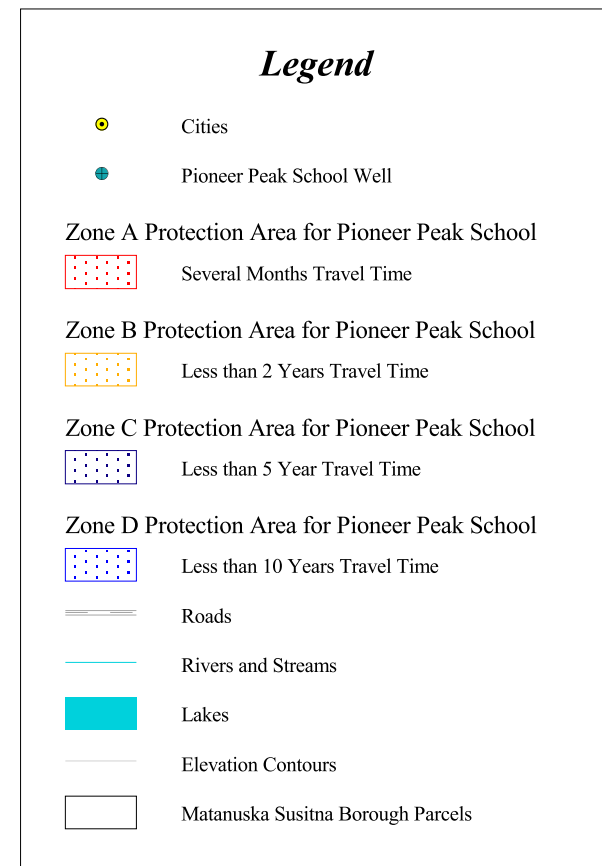 Legend
Cities
Pioneer Peak School Well
Zone A Protection Area for Pioneer Peak School
Several Months Travel Time
Zone B Protection Area for Pioneer Peak School
Less than 2 Years Travel Time
Zone C Protection Area for Pioneer Peak School
Less than 5 Year Travel Time
Zone D Protection Area for Pioneer Peak School
Less than 10 Years Travel Time
Roads
Rivers and Streams
Lakes
Elevation Contours
Matanuska Susitna Borough Parcels